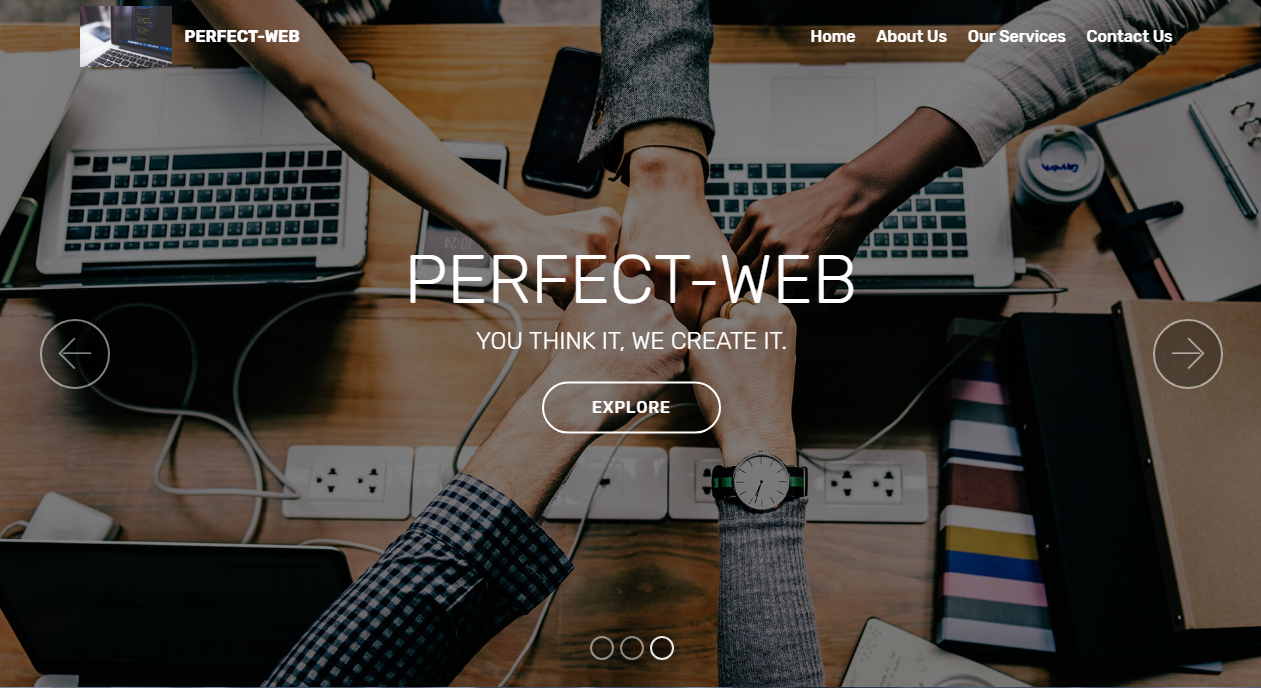 PERFECT-WEB
Home About Us Our Services Contact Us
PERFECT-WEB
YOU THINK IT, WE CREATE IT.
EXPLORE